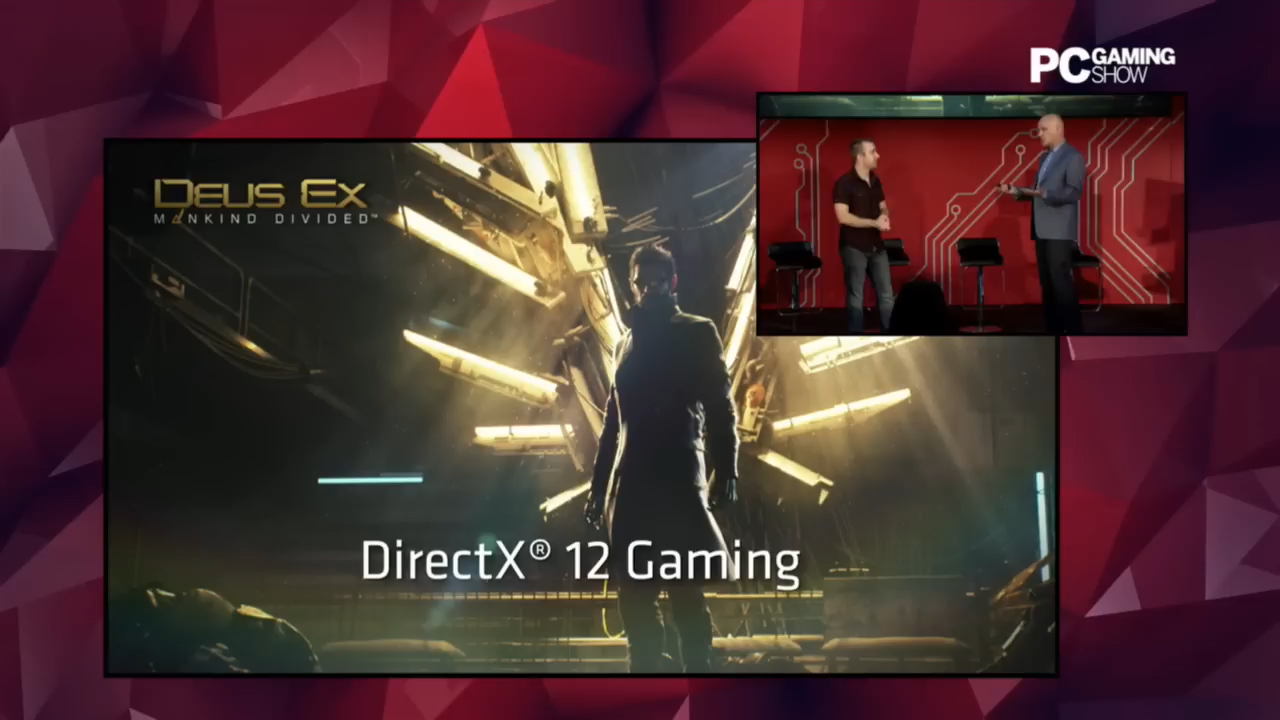 PC GAMING
SHOW
DEUS EX
MANKIND DIVIDED™
DirectX® 12 Gaming